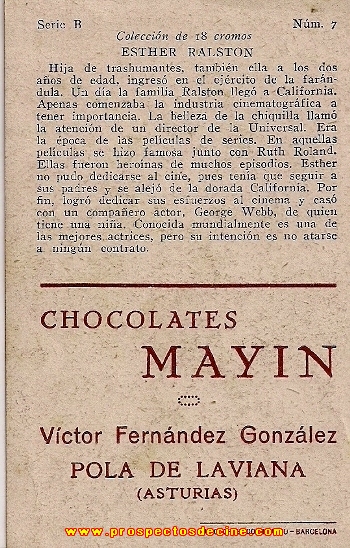 Serie B Núm. 7
Colección de 18 cromos
ESTHER RALSTON
Hija de trashumantes, también ella a los dos
años de edad, ingresó en el ejército de la farán-
dula. Un día la familia Ralston llegó a California.
Apenas comenzaba la industria cinematográfica a
tener importancia. La belleza de la chiquilla llamó
la atención de un director de la Universal. Era
la época de las películas de series. En aquellas
películas se hizo famosa junto con Ruth Roland.
Ellas fueron heroínas de muchos episodios. Esther
no pudo dedicarse al cine, pues tenía que seguir a
sus padres y se alejó de la dorada California. Por
fin, logró dedicar sus esfuerzos al cinema y casó
con un compañero actor, George Webb, de quien
tiene una niña. Conocida mundialmente es una de
las mejores actrices, pero su intención es no atarse
a ningún contrato.
CHOCOLATES
MAYIN
Víctor Fernández González
POLA DE LAVIANA
(ASTURIAS)
BARCELONA
www.prospectosdecine.com